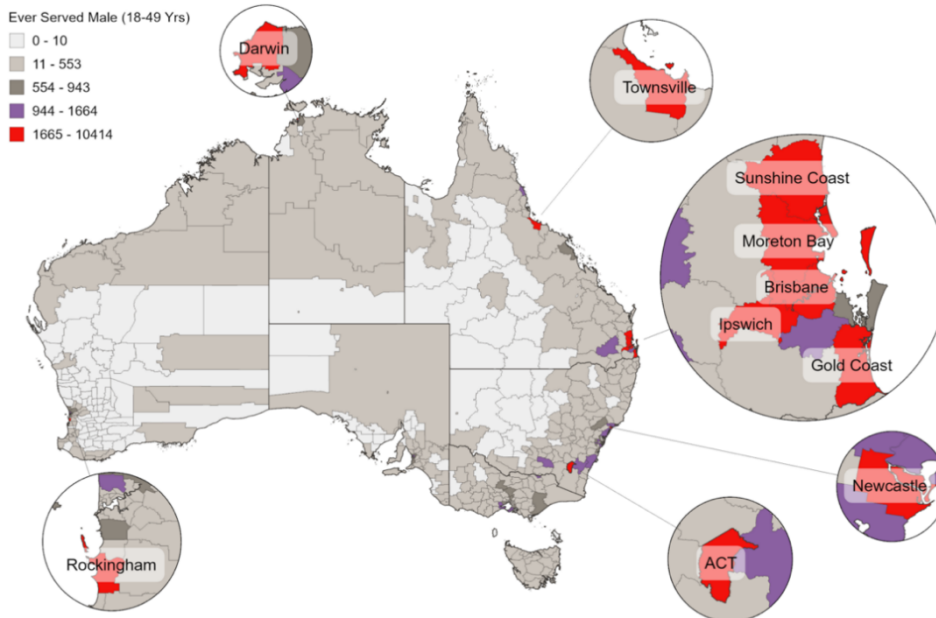 Ever Served Male (18-49 Yrs)
0 - 10
11 - 553
554 - 943
944 - 1664
1665 - 10414
Darwin
Townsville
Sunshine Coast
Moreton Bay
Brisbane
Ipswich
Gold Coast
Newcastle
ACT
Rockingham